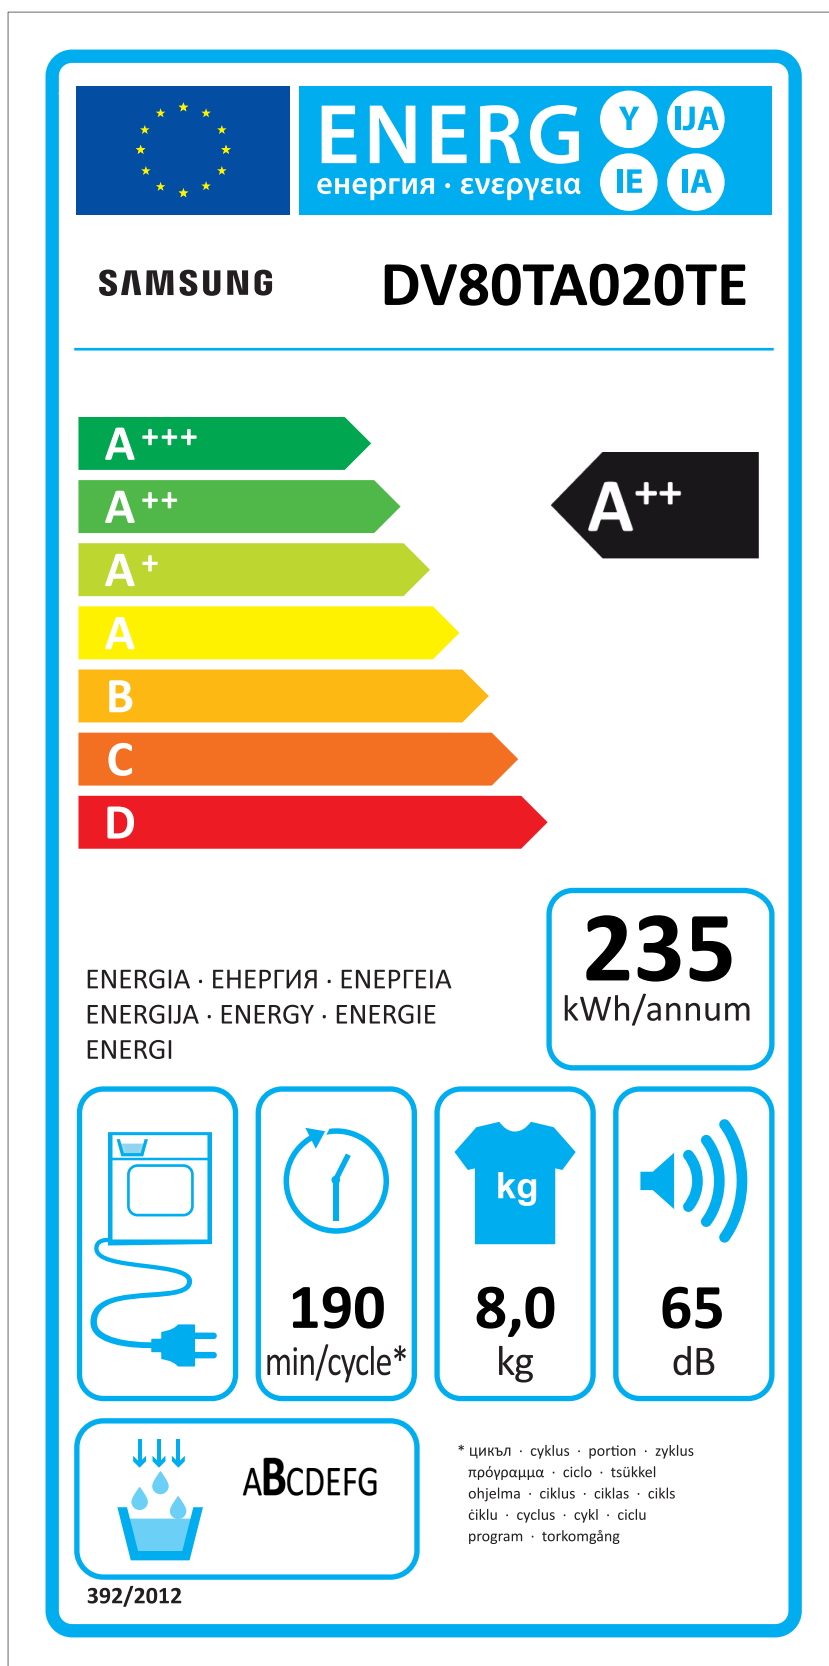 ENERG Y IJA
енергия · ενεργεια IE IA
SAMSUNG DV80TA020TE
A+++
A++
A++
A+
A
B
C
D
235
kWh/annum
ENERGIA · ЕНЕРГИЯ · ΕΝΕΡΓΕΙΑ
ENERGIJA · ENERGY · ENERGIE
ENERGI
kg
190
min/cycle*
8,0
kg
65
dB
ABCDEFG
* цикъл · cyklus · portion · zyklus
πρόγραμμα · ciclo · tsükkel
ohjelma · ciklus · ciklas · cikls
ċiklu · cyclus · cykl · ciclu
program · torkomgång
392/2012